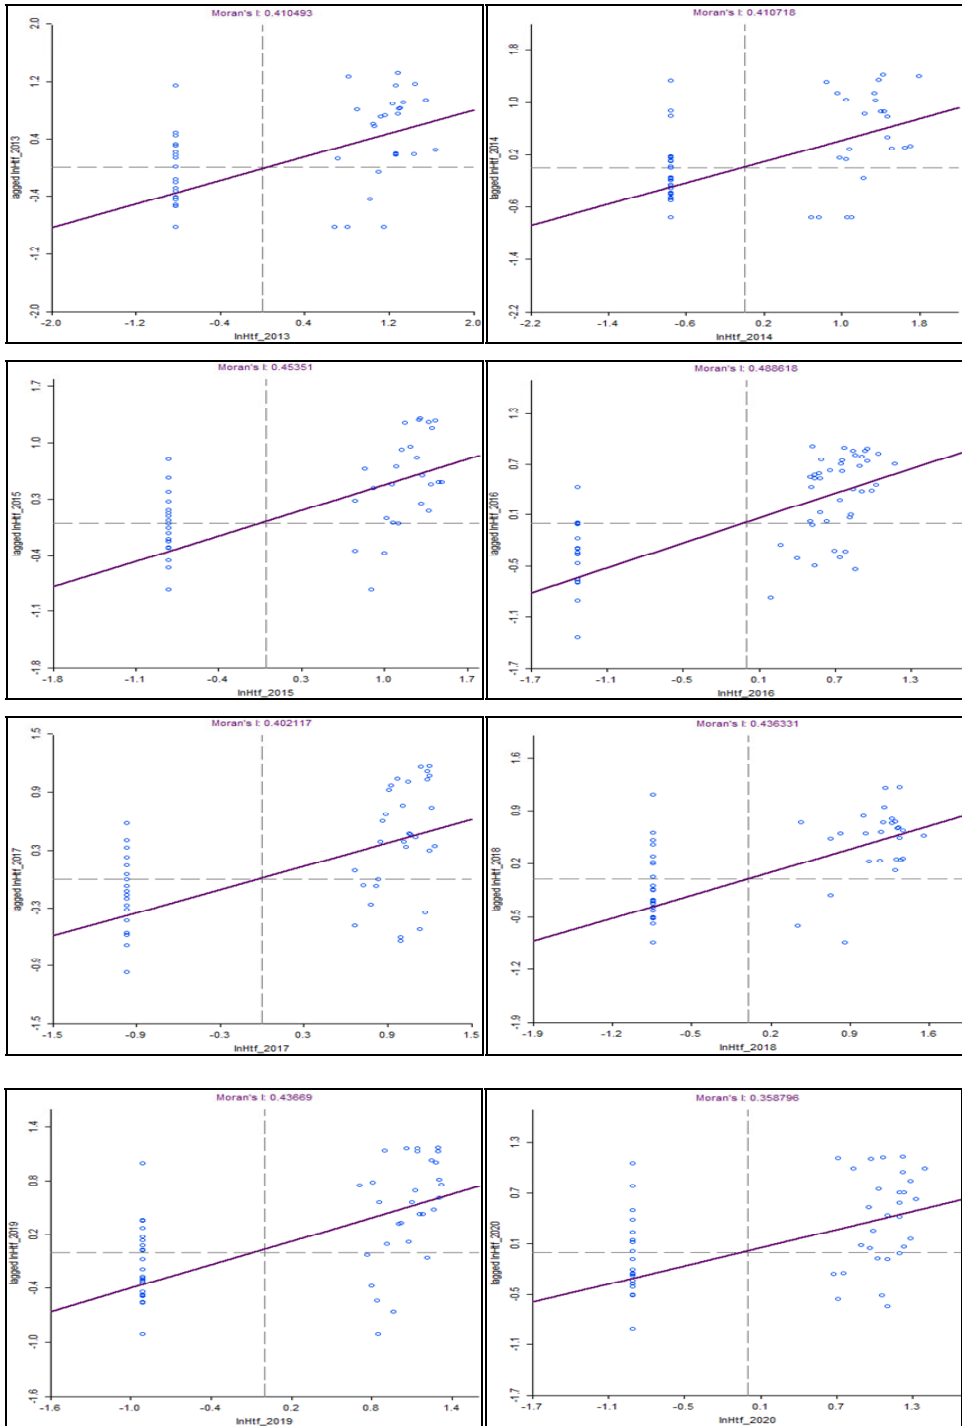 Moran's I: 0.410493
2.0
1.2
0.4
-0.4
-1.2
-2.0
lagged lnHtf_2013
-2.0 -1.2 -0.4 0.4 1.2 2.0
lnHtf_2013
Moran's I: 0.410718
1.8
1.0
0.2
-0.6
-1.4
-2.2
lagged lnHtf_2014
-2.2 -1.4 -0.6 0.2 1.0 1.8
lnHtf_2014
Moran's I: 0.45351
1.7
1.0
0.3
-0.4
-1.1
-1.8
lagged lnHtf_2015
-1.8 -1.1 -0.4 0.3 1.0 1.7
lnHtf_2015
Moran's I: 0.488618
1.3
0.7
0.1
-0.5
-1.1
-1.7
lagged lnHtf_2016
-1.7 -1.1 -0.5 0.1 0.7 1.3
lnHtf_2016
Moran's I: 0.402117
1.5
0.9
0.3
-0.3
-0.9
-1.5
lagged lnHtf_2017
-1.5 -0.9 -0.3 0.3 0.9 1.5
lnHtf_2017
Moran's I: 0.436331
1.6
0.9
0.2
-0.5
-1.2
-1.9
lagged lnHtf_2018
-1.9 -1.2 -0.5 0.2 0.9 1.6
lnHtf_2018
Moran's I: 0.43669
1.4
0.8
0.2
-0.4
-1.0
-1.6
lagged lnHtf_2019
-1.6 -1.0 -0.4 0.2 0.8 1.4
lnHtf_2019
Moran's I: 0.358796
1.3
0.7
0.1
-0.5
-1.1
-1.7
lagged lnHtf_2020
-1.7 -1.1 -0.5 0.1 0.7 1.3
lnHtf_2020